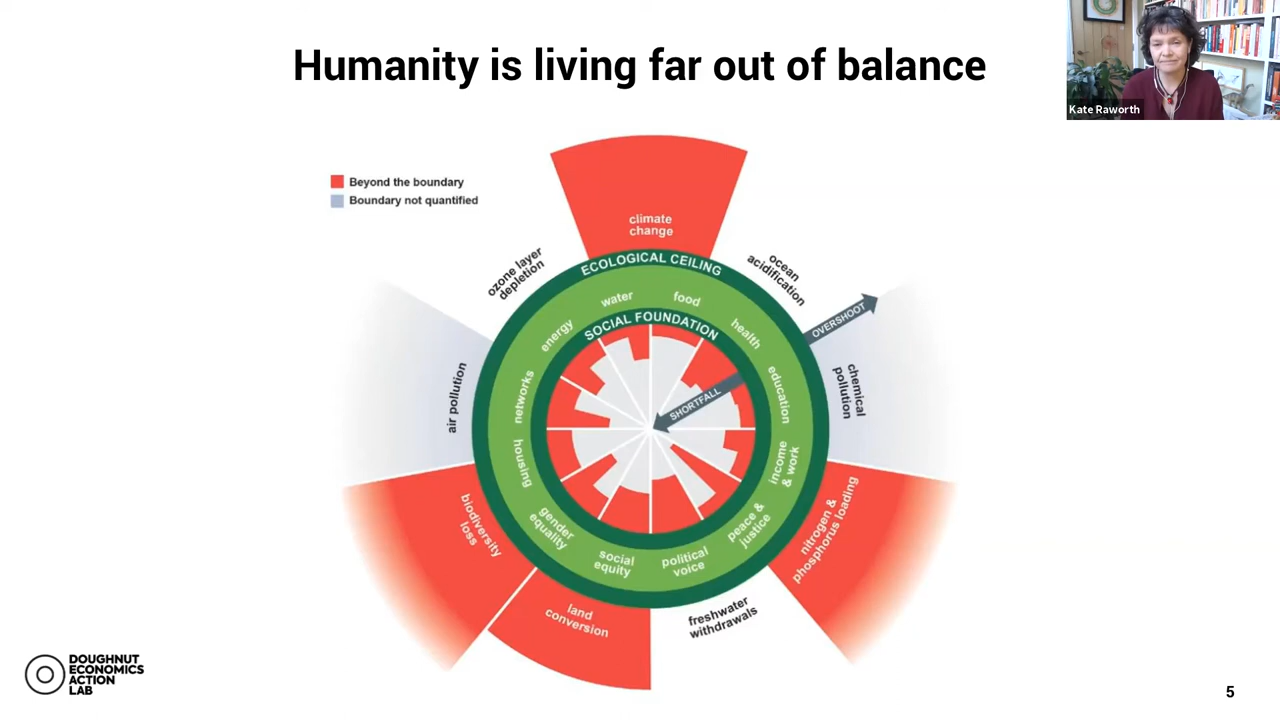 Humanity is living far out of balance
Kate Raworth
Beyond the boundary
Boundary not quantified
climate
change
ozone layer
depletion
ocean
acidification
ECOLOGICAL CEILING
water
food
energy
health
SOCIAL FOUNDATION
OVERSHOOT
SHORTFALL
air pollution
networks
education
chemical
pollution
housing
income
& work
biodiversity
loss
gender
equality
social
equity
political
voice
peace &
justice
nitrogen &
phosphorus loading
land
conversion
freshwater
withdrawals
DOUGHNUT
ECONOMICS
ACTION
LAB
5